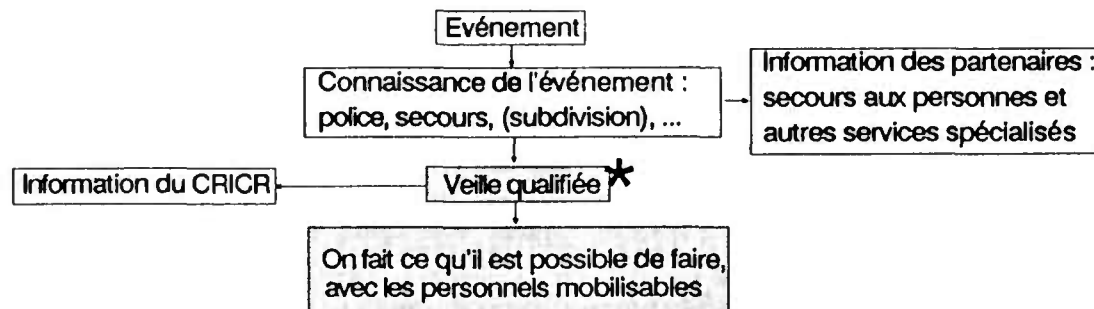 Evénement
Connaissance de l'événement :
police, secours, (subdivision), ...
Information des partenaires :
secours aux personnes et
autres services spécialisés
Information du CRICR
Veille qualifiée *
On fait ce qu'il est possible de faire,
avec les personnels mobilisables